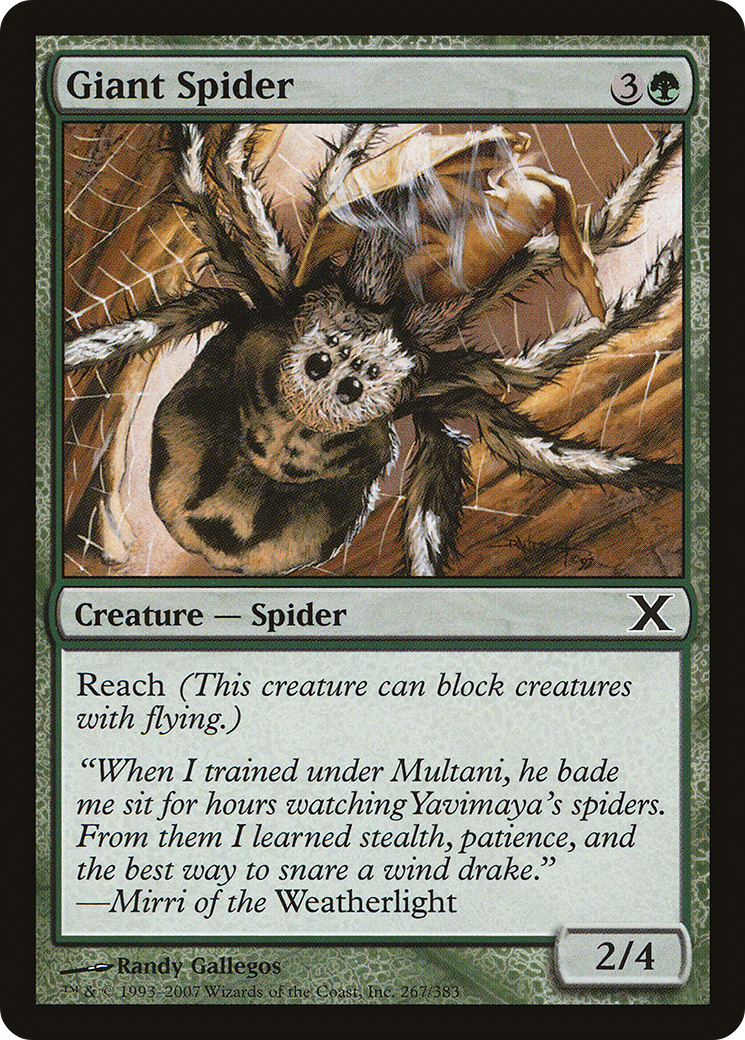 Giant Spider 3
Creature — Spider X
Reach (This creature can block creatures
with flying.)
“When I trained under Multani, he bade
me sit for hours watching Yavimaya’s spiders.
From them I learned stealth, patience, and
the best way to snare a wind drake.”
—Mirri of the Weatherlight
2/4
Randy Gallegos
™ & © 1993–2007 Wizards of the Coast, Inc. 267/383